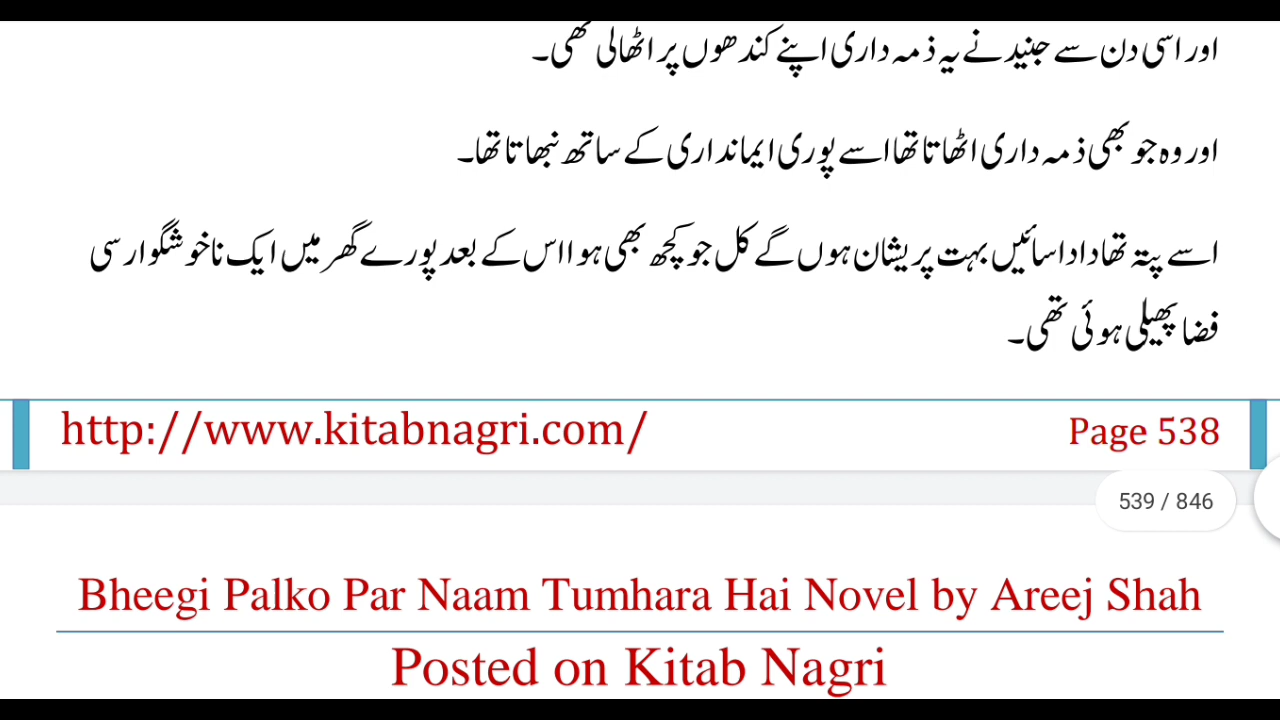 اور اسی دن سے جنید نے یہ ذمہ داری اپنے کندھوں پر اٹھالی تھی۔
اور وہ جو بھی ذمہ داری اٹھاتا تھا اسے پوری ایمانداری کے ساتھ نبھاتا تھا۔
اسے پتہ تھا دادا سائیں بہت پریشان ہوں گے کل جو کچھ بھی ہوا اس کے بعد پورے گھر میں ایک ناخوشگوار سی
فضا پھیلی ہوئی تھی۔
http://www.kitabnagri.com/ Page 538
539 / 846
Bheegi Palko Par Naam Tumhara Hai Novel by Areej Shah
Posted on Kitab Nagri